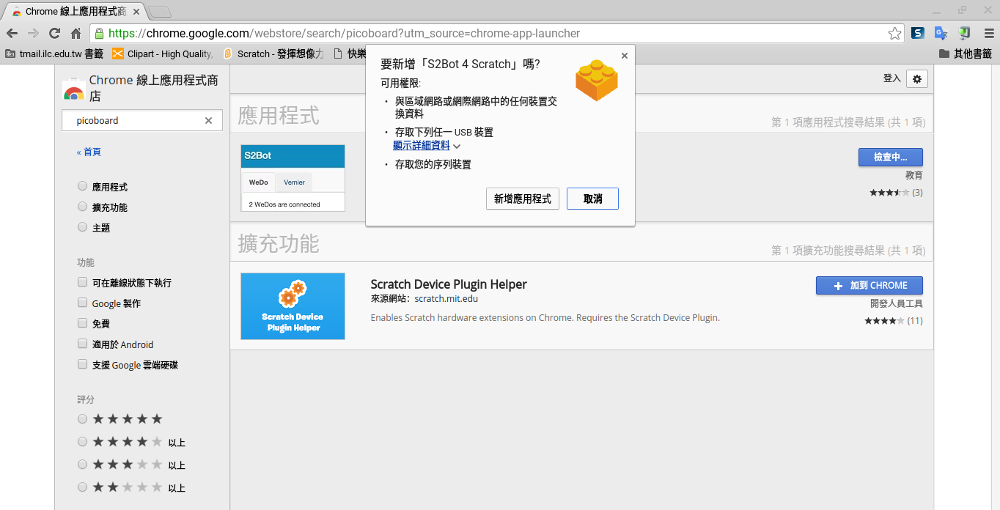 Chrome 線上應用程式商
https://chrome.google.com/webstore/search/picoboard?utm_source=chrome-app-launcher
tmail.ilc.edu.tw 書籤
Clipart - High Quality,
Scratch - 發揮想像力
快樂
其他書籤
Chrome 線上應用程式商
店
picoboard
« 首頁
應用程式
擴充功能
主題
功能
可在離線狀態下執行
Google 製作
免費
適用於 Android
支援 Google 雲端硬碟
評分
以上
以上
以上
要新增「S2Bot 4 Scratch」嗎?
可用權限:
• 與區域網路或網際網路中的任何裝置交
換資料
• 存取下列任一 USB 裝置
顯示詳細資料
• 存取您的序列裝置
新增應用程式
取消
登入
應用程式
第 1 項應用程式搜尋結果 (共 1 項)
S2Bot
WeDo
Vernier
2 WeDos are connected
檢查中...
教育
(3)
擴充功能
第 1 項擴充功能搜尋結果 (共 1 項)
Scratch Device
Plugin Helper
Scratch Device Plugin Helper
來源網站: scratch.mit.edu
Enables Scratch hardware extensions on Chrome. Requires the Scratch Device Plugin.
加到 CHROME
開發人員工具
(11)